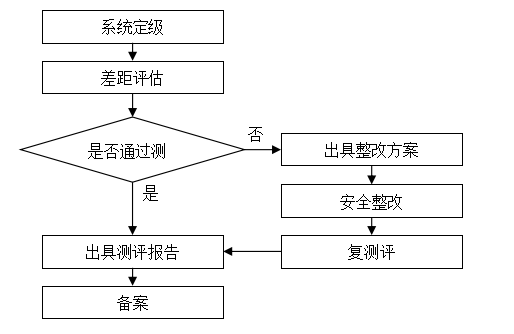 系统定级
差距评估
是否通过测
否
出具整改方案
是
安全整改
出具测评报告
复测评
备案